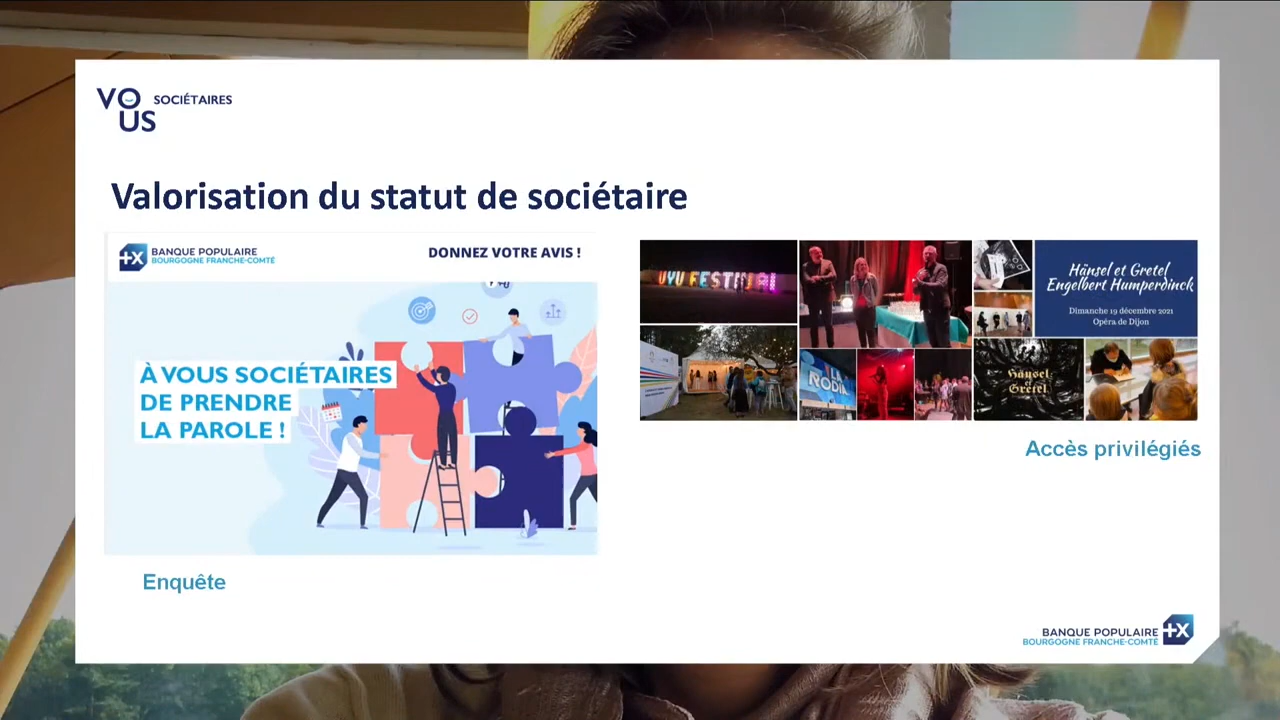 VOUS SOCIÉTAIRES
Valorisation du statut de sociétaire
BANQUE POPULAIRE
BOURGOGNE FRANCHE-COMTÉ
DONNEZ VOTRE AVIS !
À VOUS SOCIÉTAIRES
DE PRENDRE
LA PAROLE !
Enquête
LA
RODIA
Hänsel et Gretel
Engelbert Humperdinck
Dimanche 19 décembre 2021
Opéra de Dijon
Hänsel
et
Gretel
Accès privilégiés
BANQUE POPULAIRE
BOURGOGNE FRANCHE-COMTÉ